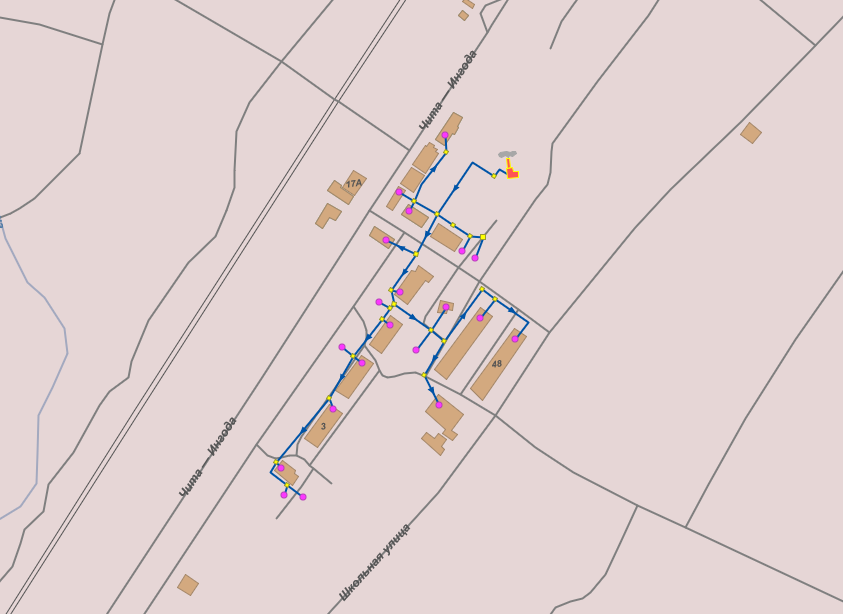 Чита Ингода
17А
48
3
Чита Ингода
Школьная улица